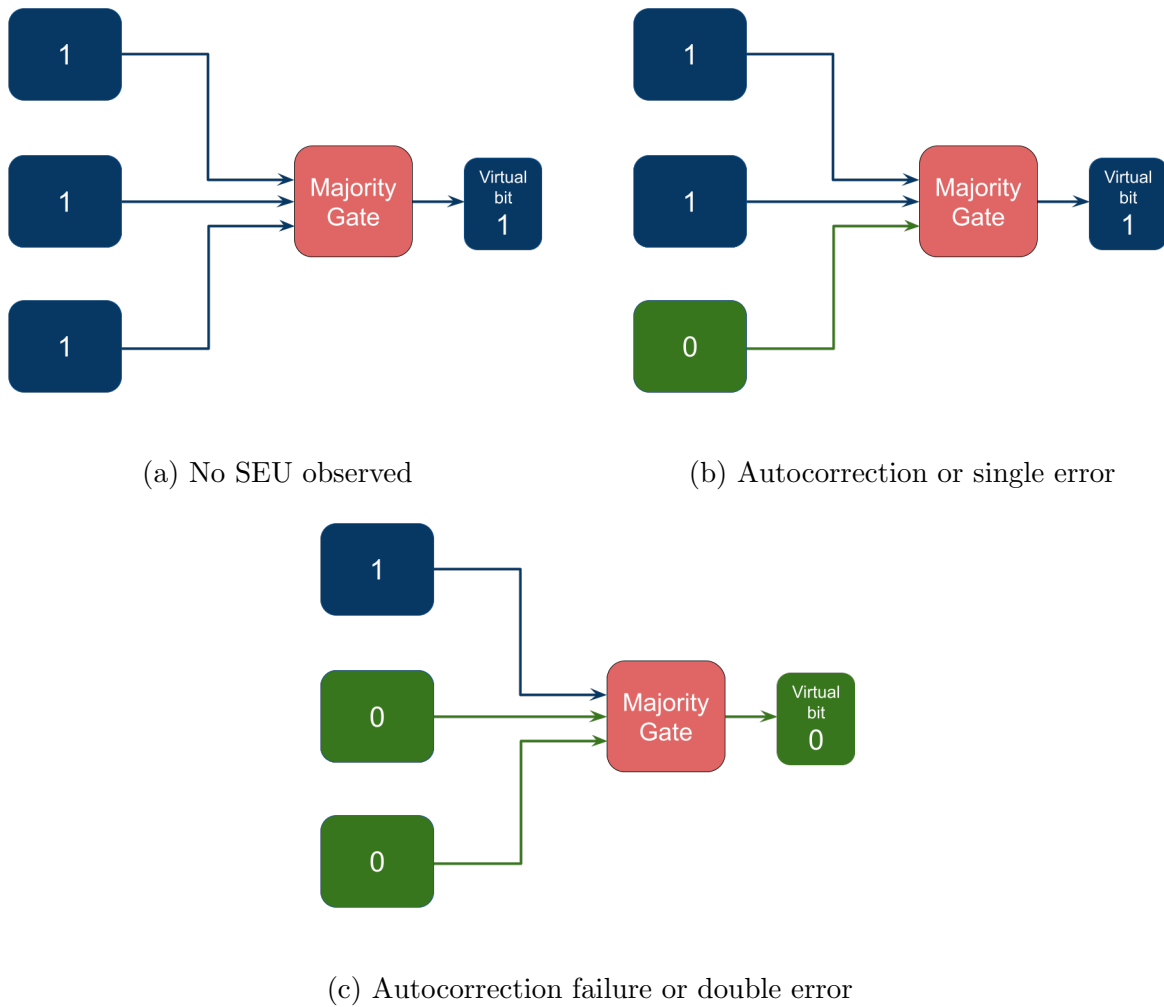 1
1
1
Majority
Gate
Virtual
bit
1
(a) No SEU observed
1
1
0
Majority
Gate
Virtual
bit
1
(b) Autocorrection or single error
1
0
0
Majority
Gate
Virtual
bit
0
(c) Autocorrection failure or double error